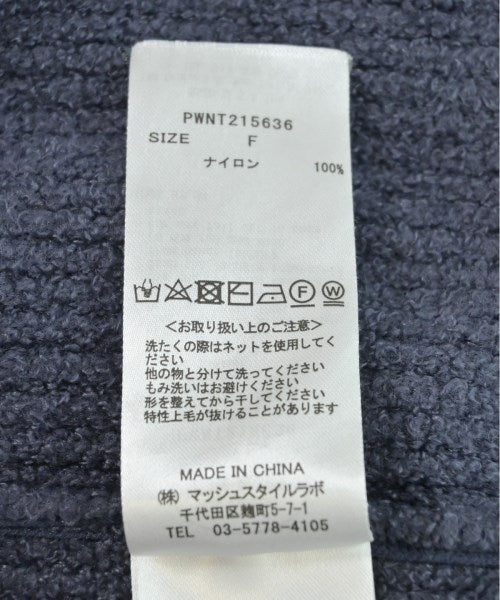 PWNT215636
SIZE F
ナイロン 100%
F W
<お取り扱い上のご注意>
洗たくの際はネットを使用してく
ださい
他の物と分けて洗ってください
もみ洗いはお避けください
形を整えてから干してください
特性上毛が抜けることがあります
MADE IN CHINA
(株) マッシュスタイルラボ
千代田区麹町5-7-1
TEL 03-5778-4105